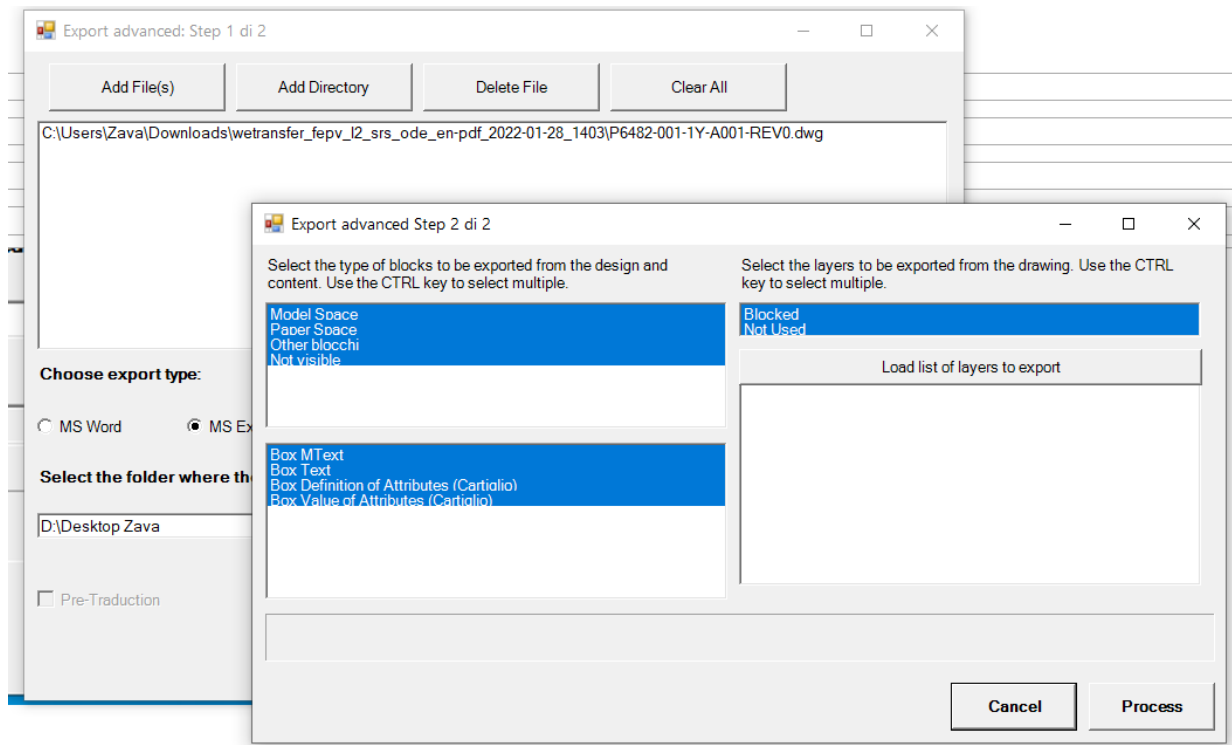 Export advanced: Step 1 di 2
Add File(s)
Add Directory
Delete File
Clear All
C:\Users\Zava\Downloads\wetransfer_fepv_l2_srs_ode_en-pdf_2022-01-28_1403\P6482-001-1Y-A001-REV0.dwg
Choose export type:
MS Word
MS Ex
Select the folder where the
D:\Desktop Zava
Pre-Traduction
Export advanced Step 2 di 2
Select the type of blocks to be exported from the design and
content. Use the CTRL key to select multiple.
Model Space
Paper Space
Other blocchi
Not visible
Box MText
Box Text
Box Definition of Attributes (Cartiglio)
Box Value of Attributes (Cartiglio)
Select the layers to be exported from the drawing. Use the CTRL
key to select multiple.
Blocked
Not Used
Load list of layers to export
Cancel
Process